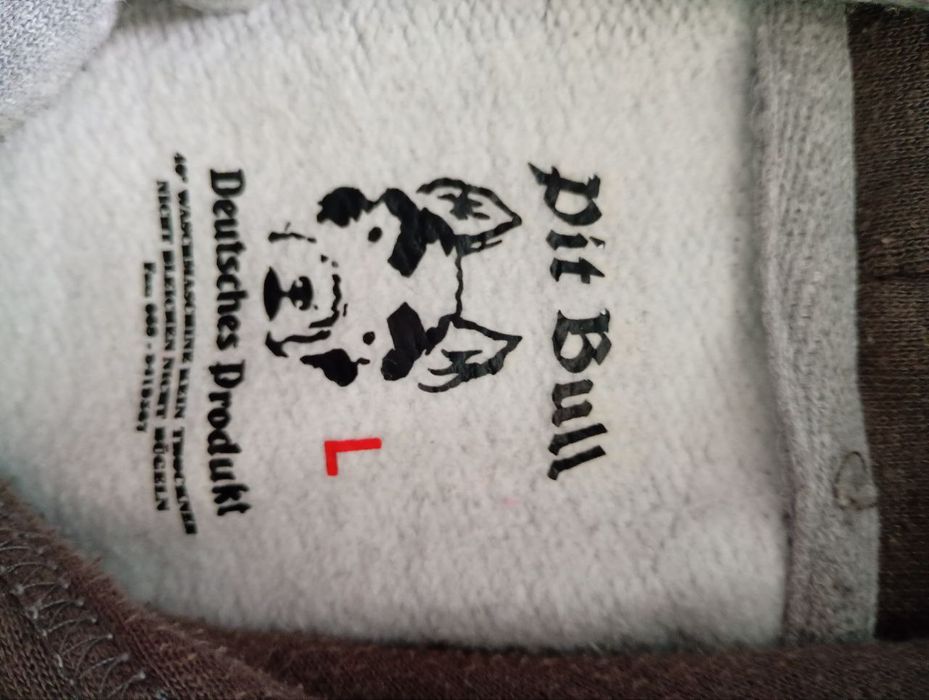 Pit Bull
L
Deutsches Produkt
40° WASCHMASCHINE KEIN TROCKNER
NICHT BLEICHEN NICHT BÜGELN